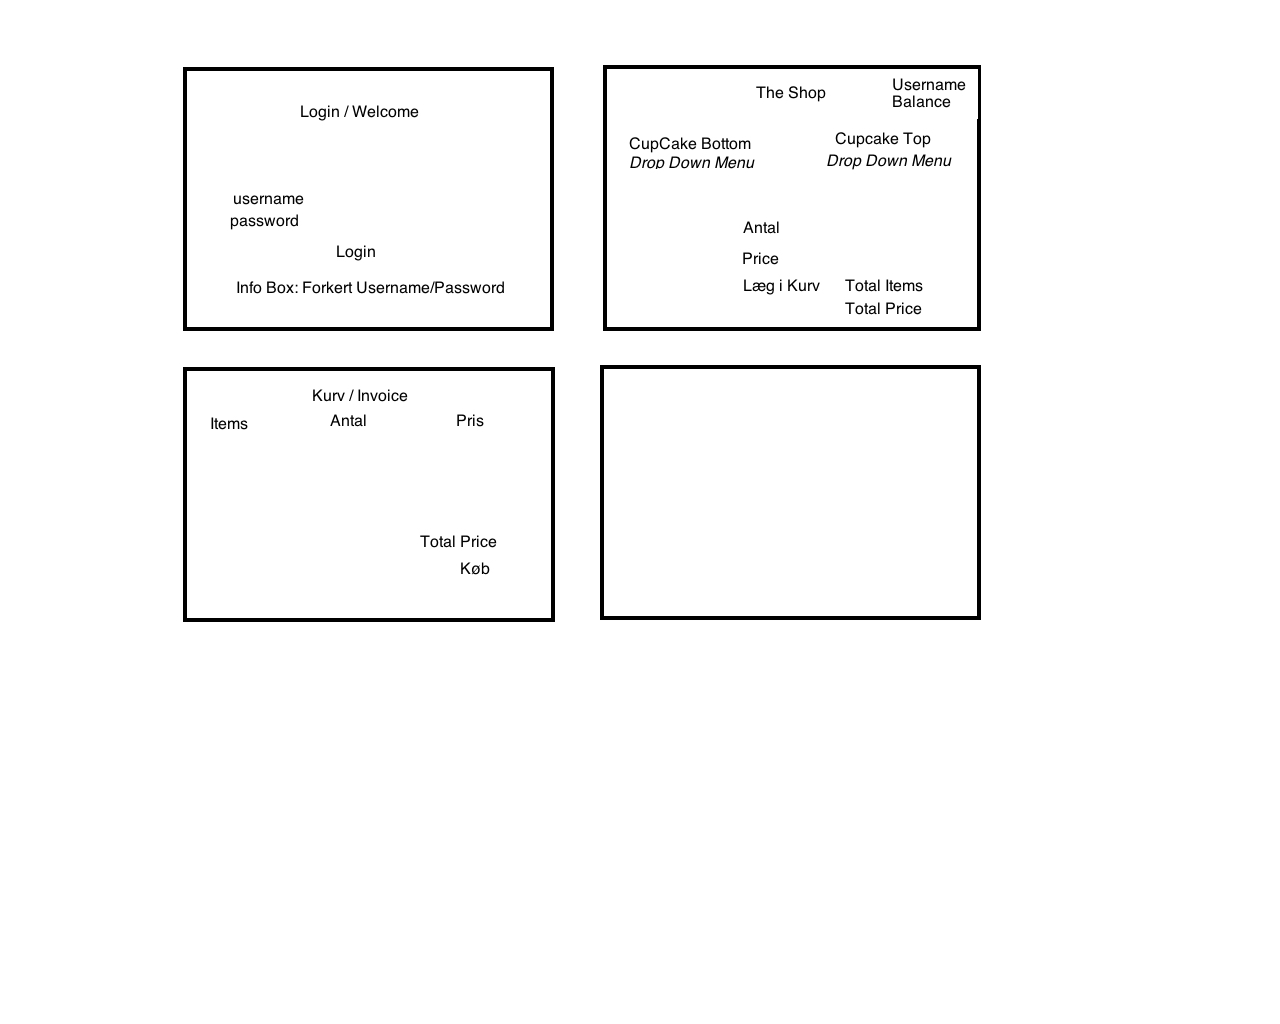 Login / Welcome
username
password
Login
Info Box: Forkert Username/Password
The Shop
Username
Balance
CupCake Bottom
Drop Down Menu
Cupcake Top
Drop Down Menu
Antal
Price
Læg i Kurv
Total Items
Total Price
Kurv / Invoice
Items
Antal
Pris
Total Price
Køb